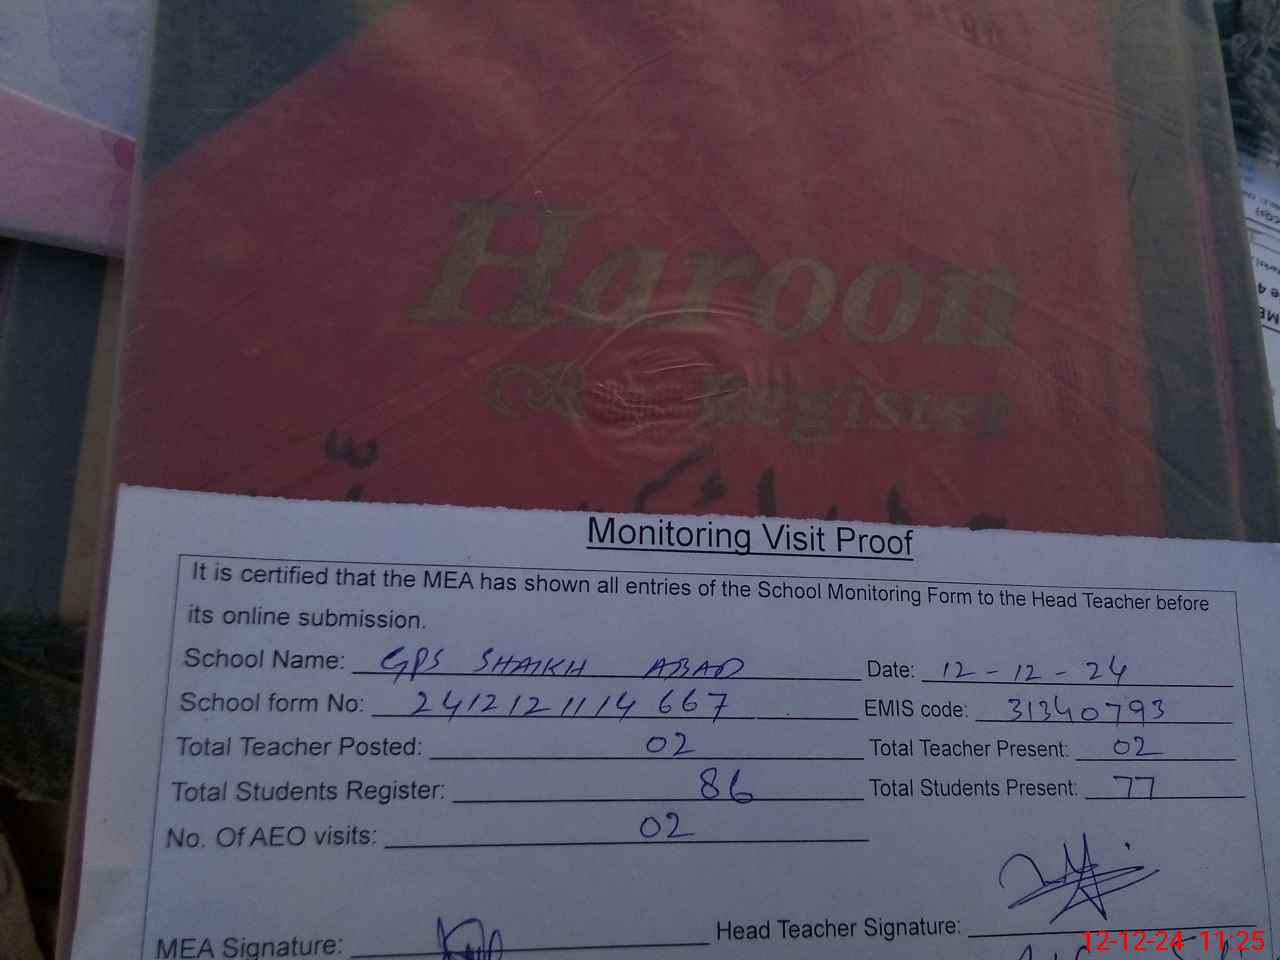 Haroon
Register
Monitoring Visit Proof
It is certified that the MEA has shown all entries of the School Monitoring Form to the Head Teacher before
its online submission.
School Name: GPS SHAIKH ABAD Date: 12-12-24
School form No: 241212 1114 667 EMIS code: 31340793
Total Teacher Posted: 02 Total Teacher Present: 02
Total Students Register: 86 Total Students Present: 77
No. Of AEO visits: 02
MEA Signature: Head Teacher Signature:
12-12-24 11:25